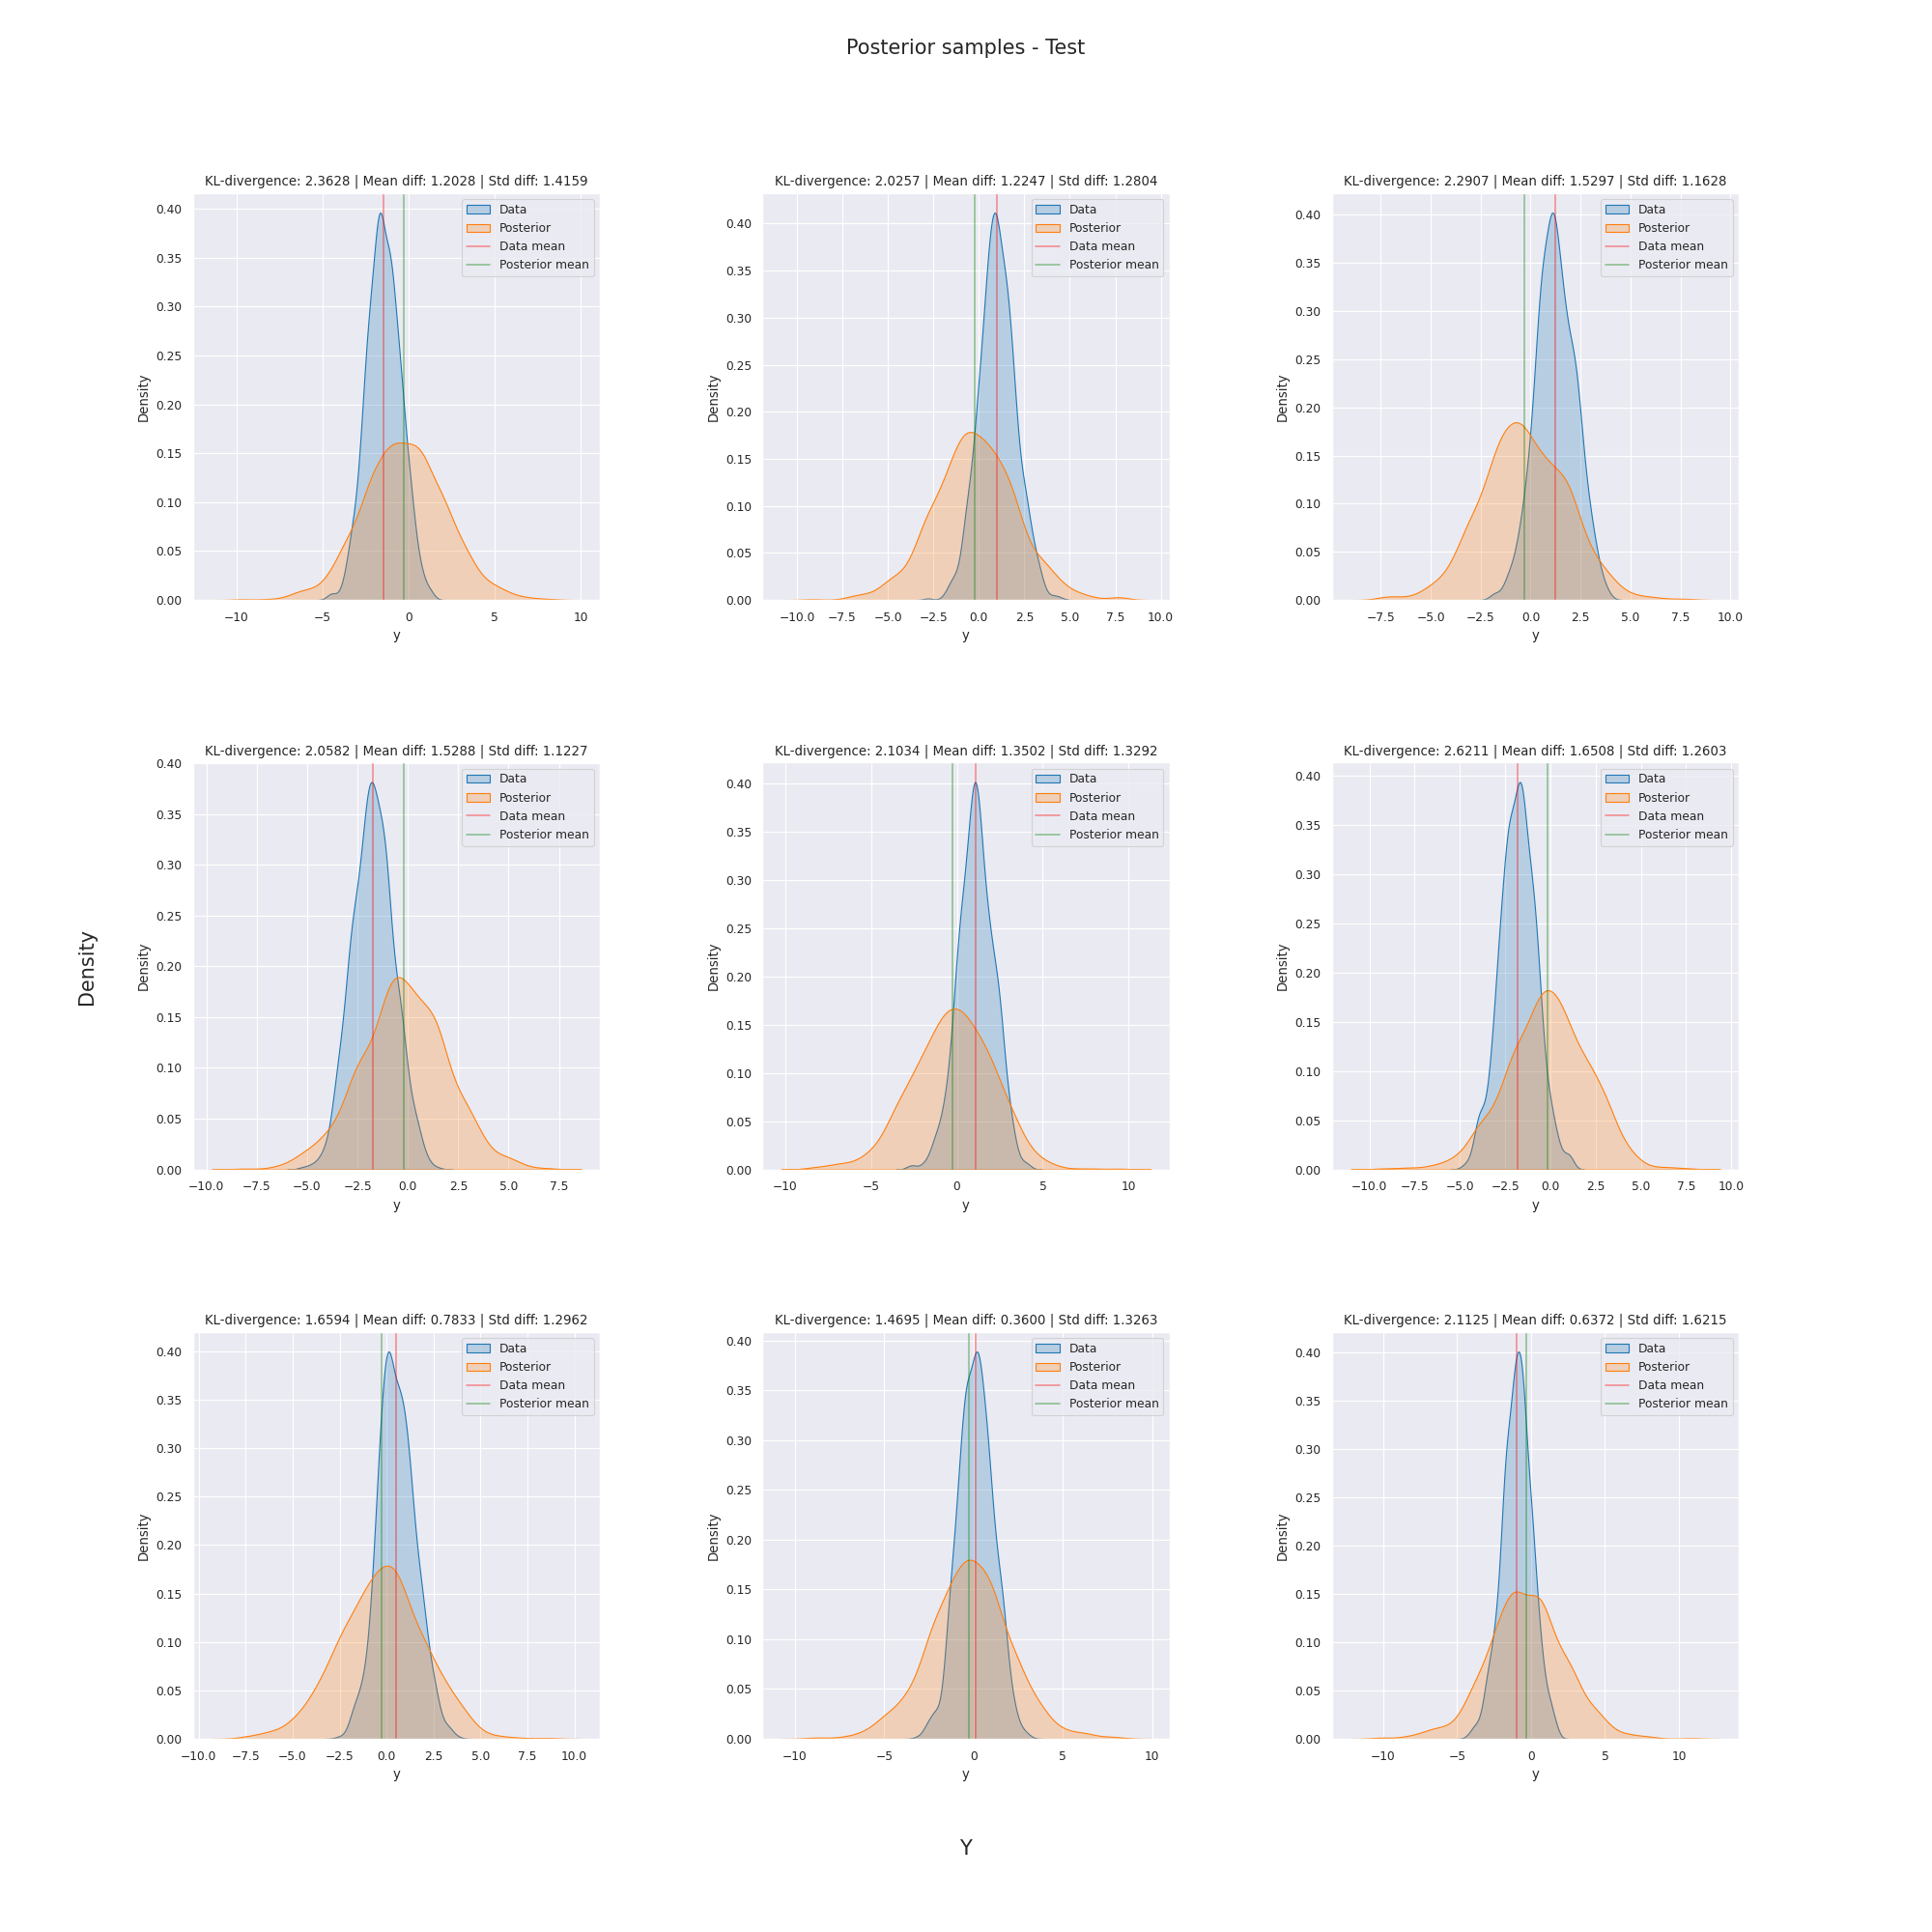 Posterior samples - Test
KL-divergence: 2.3628 | Mean diff: 1.2028 | Std diff: 1.4159
Data
Posterior
Data mean
Posterior mean
0.40
0.35
0.30
0.25
0.20
0.15
0.10
0.05
0.00
Density
−10 −5 0 5 10
y
KL-divergence: 2.0257 | Mean diff: 1.2247 | Std diff: 1.2804
Data
Posterior
Data mean
Posterior mean
0.40
0.35
0.30
0.25
0.20
0.15
0.10
0.05
0.00
Density
−10.0 −7.5 −5.0 −2.5 0.0 2.5 5.0 7.5 10.0
y
KL-divergence: 2.2907 | Mean diff: 1.5297 | Std diff: 1.1628
Data
Posterior
Data mean
Posterior mean
0.40
0.35
0.30
0.25
0.20
0.15
0.10
0.05
0.00
Density
−7.5 −5.0 −2.5 0.0 2.5 5.0 7.5 10.0
y
Density
KL-divergence: 2.0582 | Mean diff: 1.5288 | Std diff: 1.1227
Data
Posterior
Data mean
Posterior mean
0.40
0.35
0.30
0.25
0.20
0.15
0.10
0.05
0.00
Density
−10.0 −7.5 −5.0 −2.5 0.0 2.5 5.0 7.5
y
KL-divergence: 2.1034 | Mean diff: 1.3502 | Std diff: 1.3292
Data
Posterior
Data mean
Posterior mean
0.40
0.35
0.30
0.25
0.20
0.15
0.10
0.05
0.00
Density
−10 −5 0 5 10
y
KL-divergence: 2.6211 | Mean diff: 1.6508 | Std diff: 1.2603
Data
Posterior
Data mean
Posterior mean
0.40
0.35
0.30
0.25
0.20
0.15
0.10
0.05
0.00
Density
−10.0 −7.5 −5.0 −2.5 0.0 2.5 5.0 7.5 10.0
y
KL-divergence: 1.6594 | Mean diff: 0.7833 | Std diff: 1.2962
Data
Posterior
Data mean
Posterior mean
0.40
0.35
0.30
0.25
0.20
0.15
0.10
0.05
0.00
Density
−10.0 −7.5 −5.0 −2.5 0.0 2.5 5.0 7.5 10.0
y
KL-divergence: 1.4695 | Mean diff: 0.3600 | Std diff: 1.3263
Data
Posterior
Data mean
Posterior mean
0.40
0.35
0.30
0.25
0.20
0.15
0.10
0.05
0.00
Density
−10 −5 0 5 10
y
KL-divergence: 2.1125 | Mean diff: 0.6372 | Std diff: 1.6215
Data
Posterior
Data mean
Posterior mean
0.40
0.35
0.30
0.25
0.20
0.15
0.10
0.05
0.00
Density
−10 −5 0 5 10
y
Y